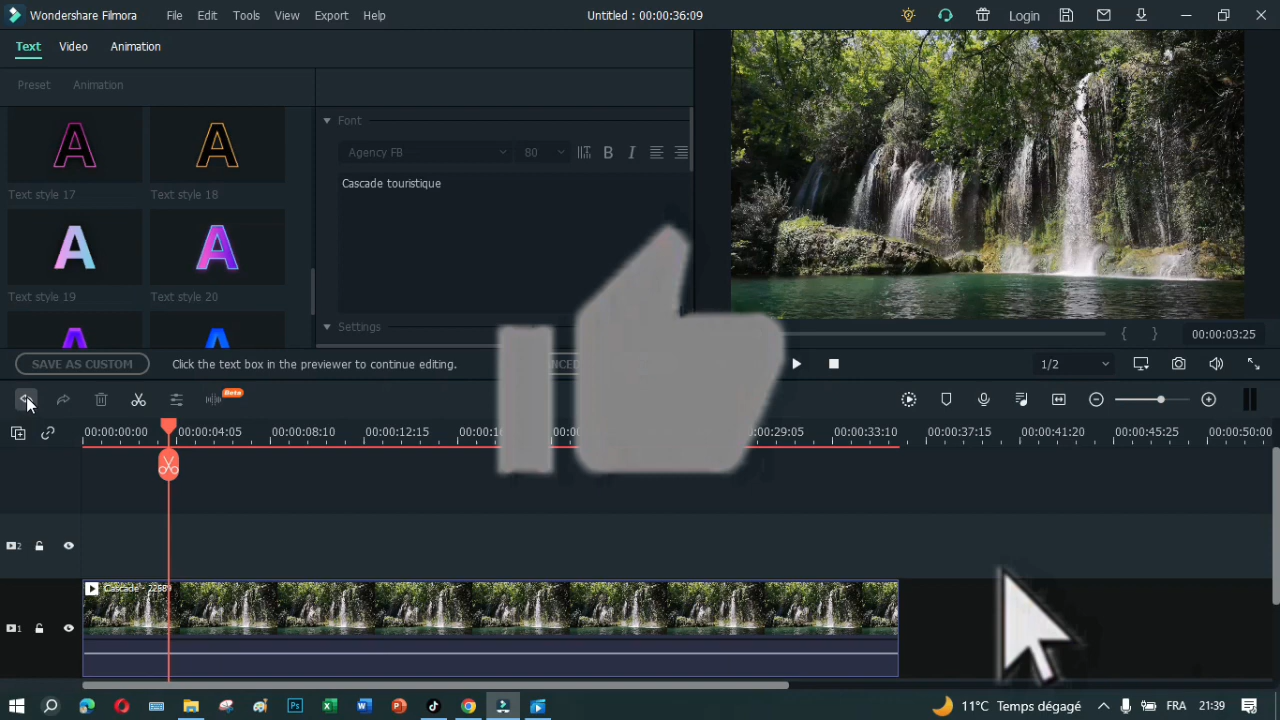 Wondershare Filmora File Edit Tools View Export Help Untitled : 00:00:36:09 Login
Text Video Animation
Preset Animation
Font
Agency FB 80 B I
Cascade touristique
A A
Text style 17 Text style 18
A A
Text style 19 Text style 20
Settings
00:00:03:25
SAVE AS CUSTOM Click the text box in the previewer to continue editing. 1/2
Beta
00:00:00:00 00:00:04:05 00:00:08:10 00:00:12:15 00:00:29:05 00:00:33:10 00:00:37:15 00:00:41:20 00:00:45:25 00:00:50:00
2
Cascade - 22589
1
11°C Temps dégagé FRA 21:39